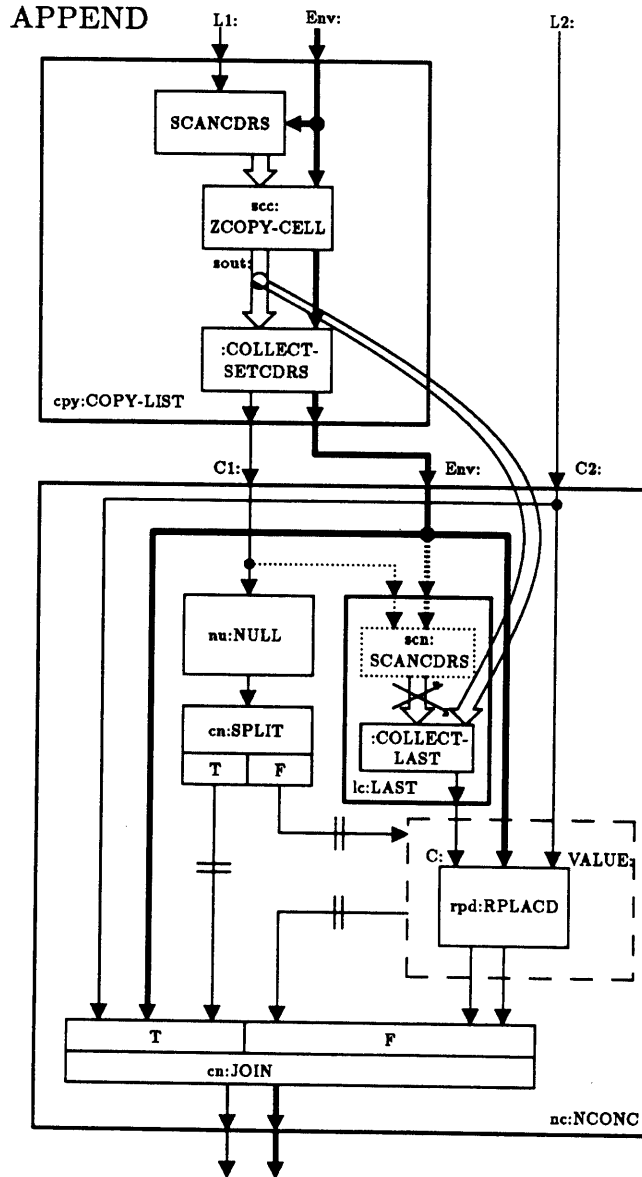 APPEND
L1:
Env:
L2:
SCANCDRS
scc:
ZCOPY-CELL
sout:
:COLLECT-
SETCDRS
cpy:COPY-LIST
C1:
Env:
C2:
nu:NULL
scn:
SCANCDRS
cn:SPLIT
T
F
:COLLECT-
LAST
lc:LAST
C:
VALUE:
rpd:RPLACD
T
F
cn:JOIN
nc:NCONC